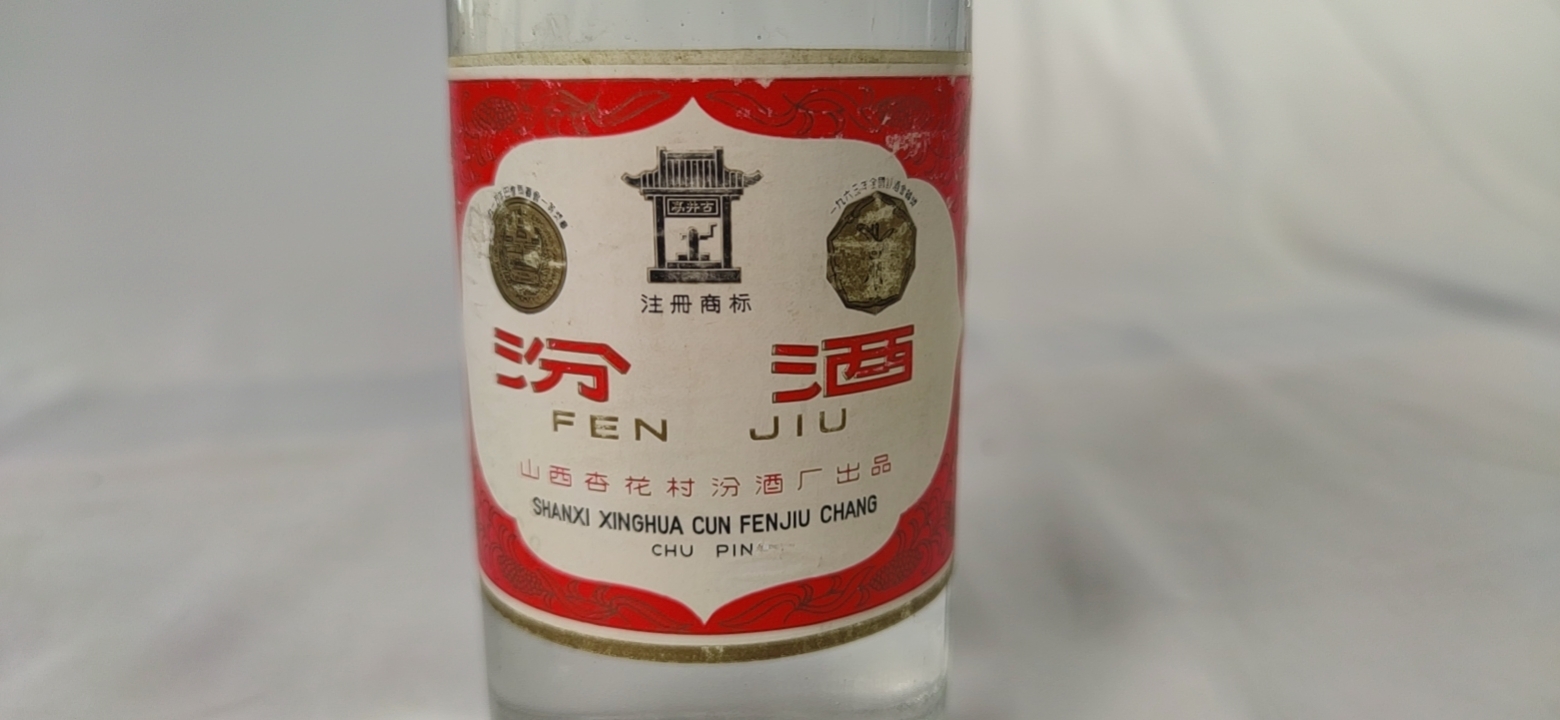 古井亭
注册商标
汾酒
FEN JIU
山西杏花村汾酒厂出品
SHANXI XINGHUA CUN FENJIU CHANG
CHU PIN